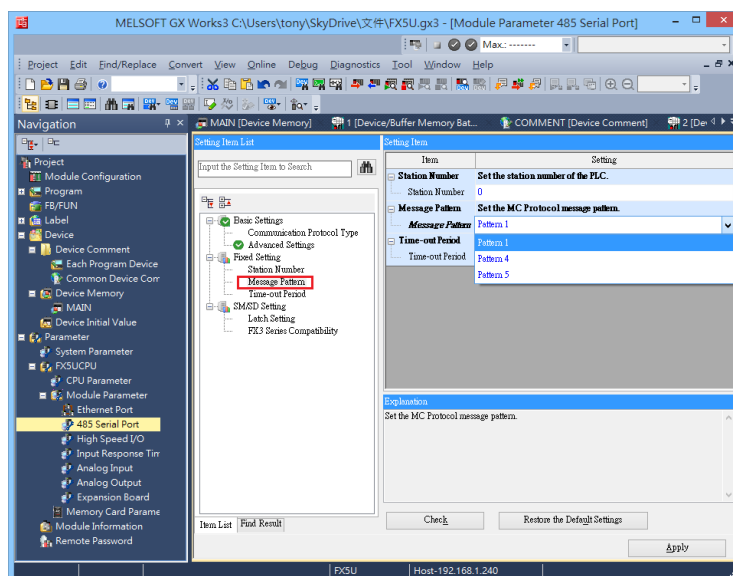 MELSOFT GX Works3 C:\Users\tony\SkyDrive\文件\FX5U.gx3 - [Module Parameter 485 Serial Port]
Max.: -------
Project Edit Find/Replace Convert View Online Debug Diagnostics Tool Window Help
Navigation
MAIN [Device Memory]
1 [Device/Buffer Memory Bat...
COMMENT [Device Comment]
2 [De
Project
Module Configuration
Program
FB/FUN
Label
Device
Device Comment
Each Program Device
Common Device Com
Device Memory
MAIN
Device Initial Value
Parameter
System Parameter
FX5UCPU
CPU Parameter
Module Parameter
Ethernet Port
485 Serial Port
High Speed I/O
Input Response Tim
Analog Input
Analog Output
Expansion Board
Memory Card Parame
Module Information
Remote Password
Setting Item List
Input the Setting Item to Search
Basic Settings
Communication Protocol Type
Advanced Settings
Fixed Setting
Station Number
Message Pattern
Time-out Period
SM/SD Setting
Latch Setting
FX3 Series Compatibility
Item List Find Result
Setting Item
Item Setting
Station Number Set the station number of the PLC.
Station Number 0
Message Pattern Set the MC Protocol message pattern.
Message Pattern Pattern 1
Time-out Period Pattern 1
Time-out Period Pattern 4
Pattern 5
Explanation
Set the MC Protocol message pattern.
Check Restore the Default Settings
Apply
FX5U Host-192.168.1.240